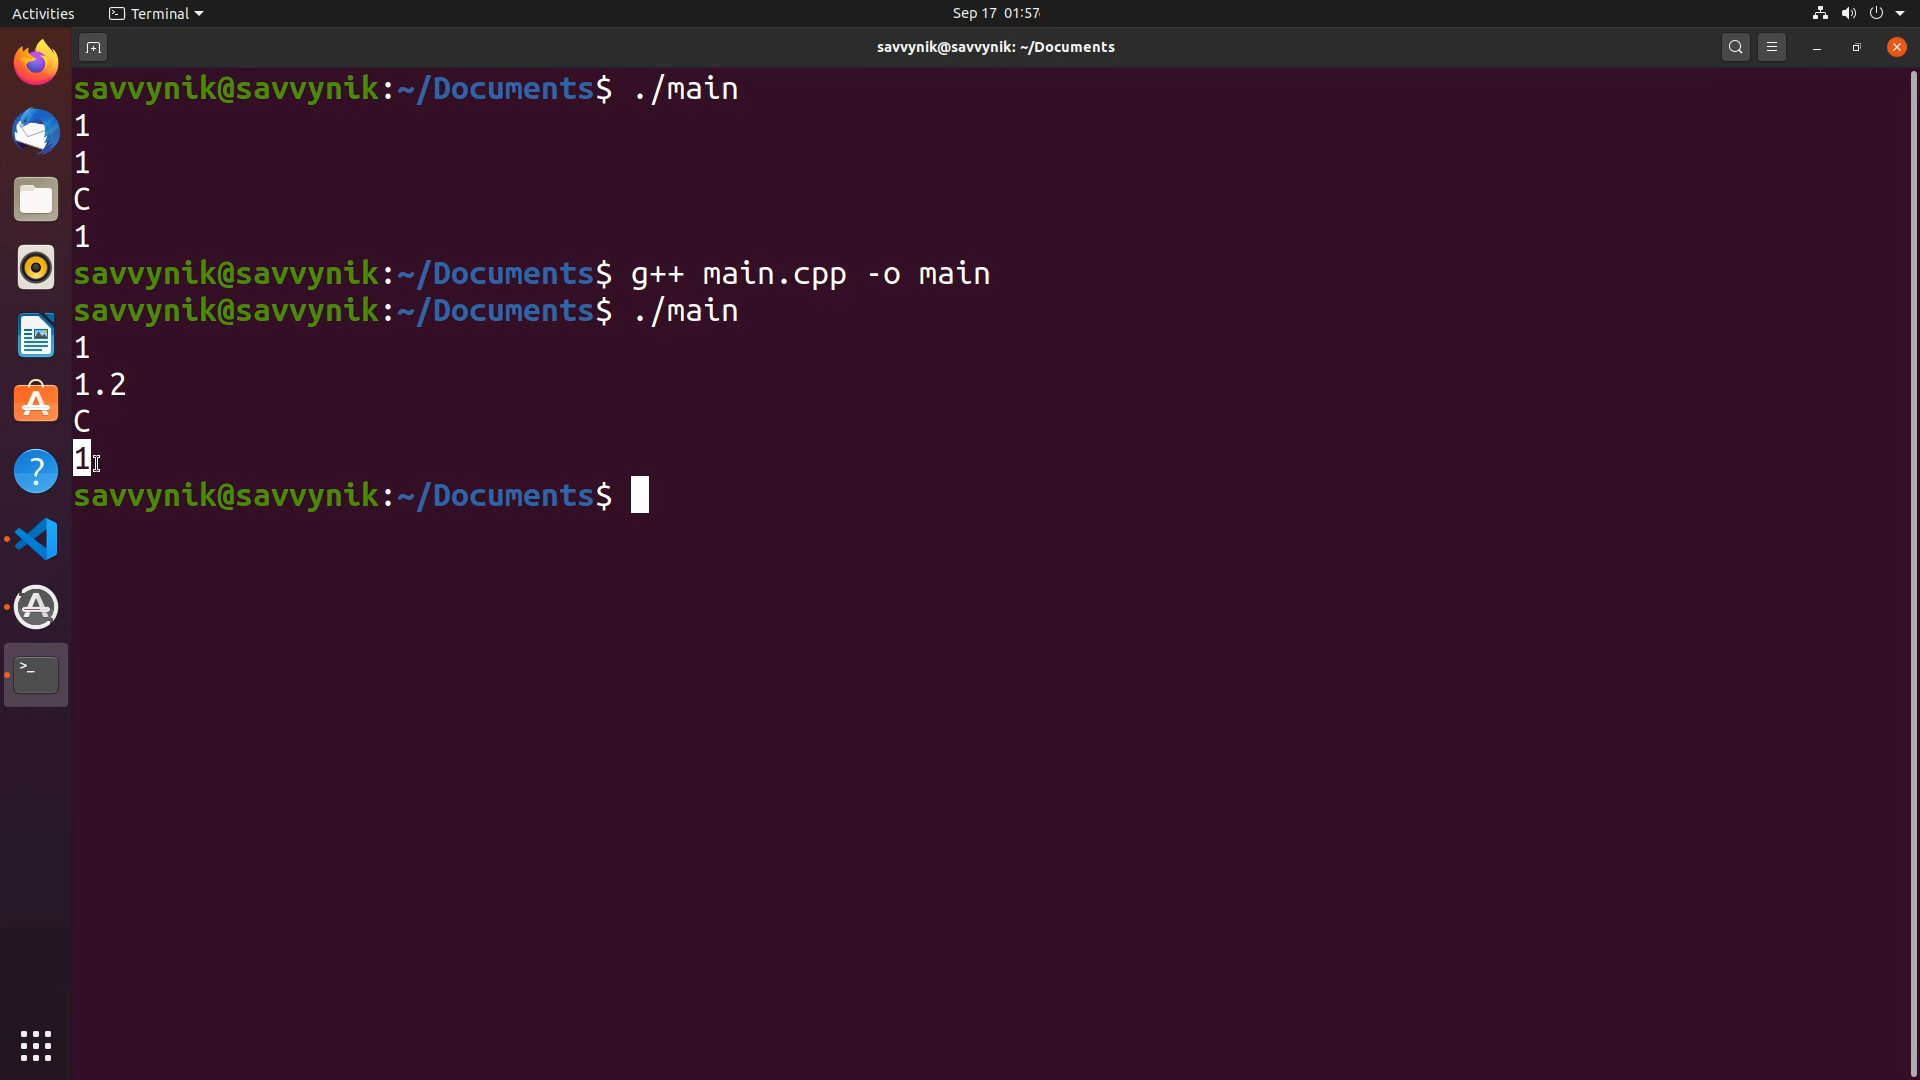 Activities
Terminal
Sep 17 01:57
savvynik@savvynik: ~/Documents
savvynik@savvynik:~/Documents$ ./main
1
1
C
1
savvynik@savvynik:~/Documents$ g++ main.cpp -o main
savvynik@savvynik:~/Documents$ ./main
1
1.2
C
1
savvynik@savvynik:~/Documents$